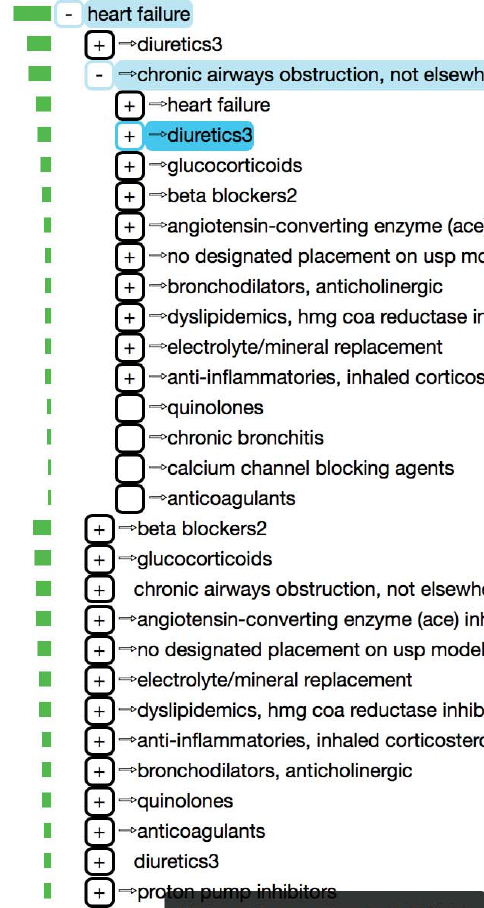 - heart failure
+ ⇒diuretics3
- ⇒chronic airways obstruction, not elsewh
+ ⇒heart failure
+ ⇒diuretics3
+ ⇒glucocorticoids
+ ⇒beta blockers2
+ ⇒angiotensin-converting enzyme (ace
+ ⇒no designated placement on usp mo
+ ⇒bronchodilators, anticholinergic
+ ⇒dyslipidemics, hmg coa reductase in
+ ⇒electrolyte/mineral replacement
+ ⇒anti-inflammatories, inhaled corticos
⇒quinolones
⇒chronic bronchitis
⇒calcium channel blocking agents
⇒anticoagulants
+ ⇒beta blockers2
+ ⇒glucocorticoids
+ chronic airways obstruction, not elsewhe
+ ⇒angiotensin-converting enzyme (ace) inh
+ ⇒no designated placement on usp model
+ ⇒electrolyte/mineral replacement
+ ⇒dyslipidemics, hmg coa reductase inhib
+ ⇒anti-inflammatories, inhaled corticostero
+ ⇒bronchodilators, anticholinergic
+ ⇒quinolones
+ ⇒anticoagulants
+ diuretics3
+ ⇒proton pump inhibitors